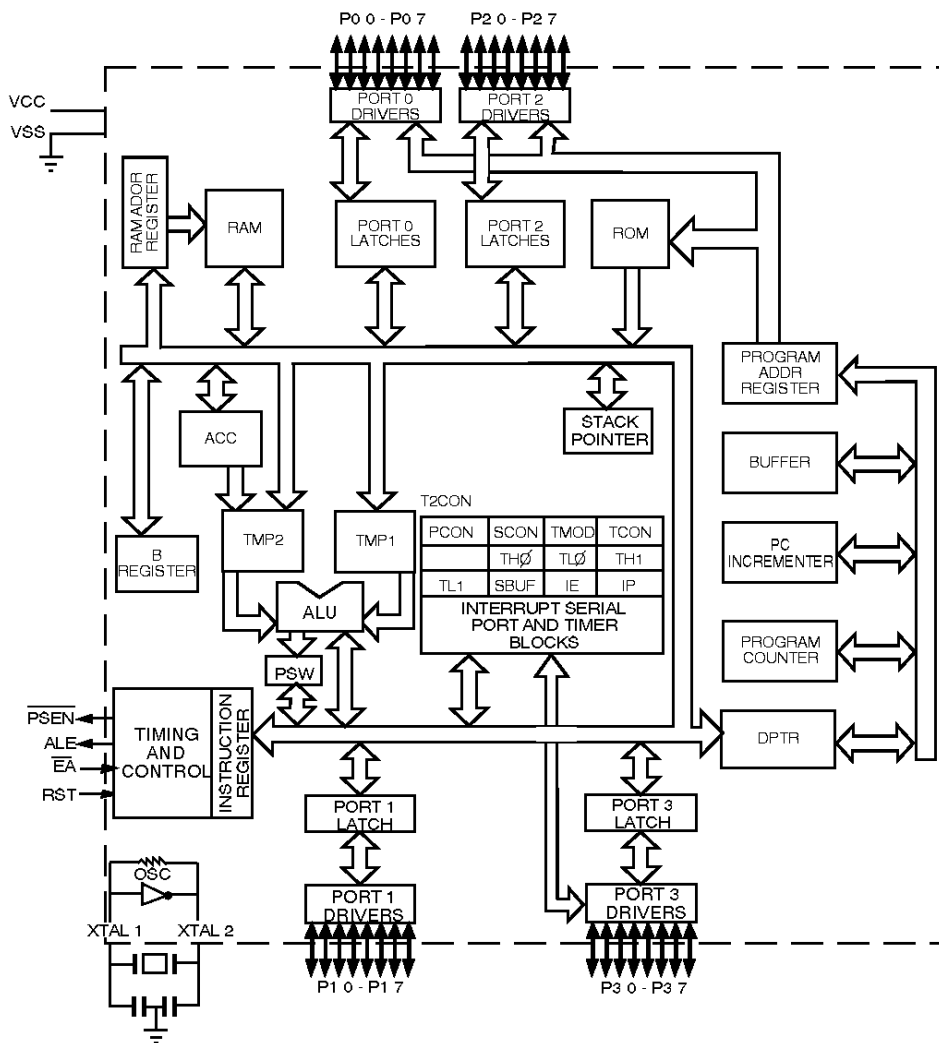 P0 0 - P0 7
P2 0 - P2 7
VCC
VSS
PORT 0
DRIVERS
PORT 2
DRIVERS
RAM ADDR
REGISTER
RAM
PORT 0
LATCHES
PORT 2
LATCHES
ROM
PROGRAM
ADDR
REGISTER
ACC
STACK
POINTER
BUFFER
B
REGISTER
TMP2
TMP1
T2CON
PCON SCON TMOD TCON
THØ TLØ TH1
TL1 SBUF IE IP
INTERRUPT SERIAL
PORT AND TIMER
BLOCKS
PC
INCREMENTER
ALU
PSW
PROGRAM
COUNTER
PSEN
ALE
EA
RST
TIMING
AND
CONTROL
INSTRUCTION
REGISTER
DPTR
PORT 1
LATCH
PORT 3
LATCH
OSC
XTAL 1
XTAL 2
PORT 1
DRIVERS
PORT 3
DRIVERS
P1 0 - P1 7
P3 0 - P3 7